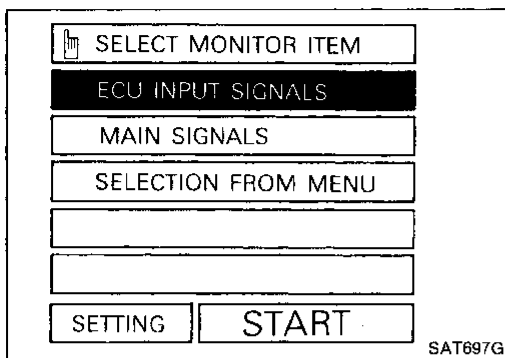 SELECT MONITOR ITEM
ECU INPUT SIGNALS
MAIN SIGNALS
SELECTION FROM MENU
SETTING START
SAT697G